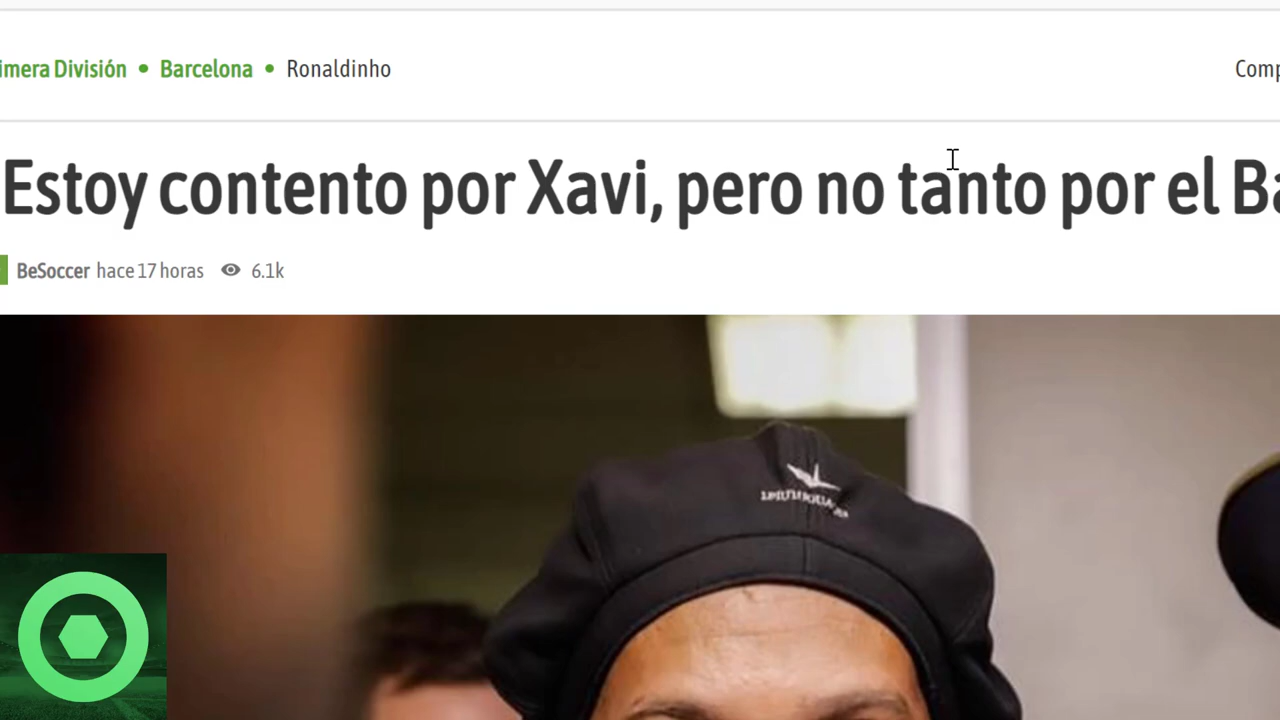 imera División • Barcelona • Ronaldinho Comp
Estoy contento por Xavi, pero no tanto por el Ba
BeSoccer hace 17 horas 6.1k